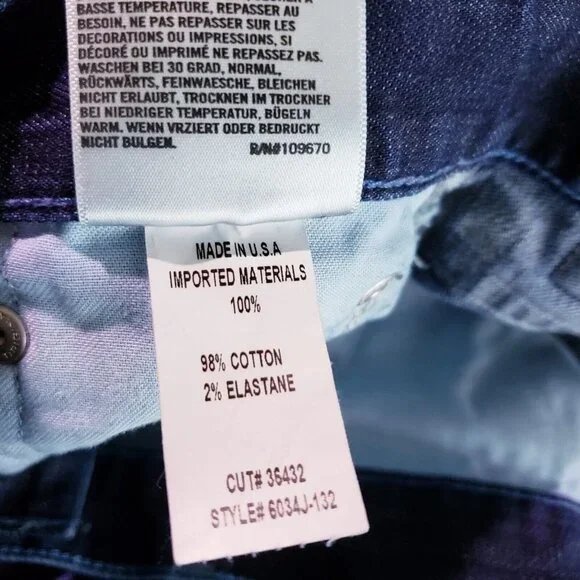 BASSE TEMPERATURE, REPASSER AU
BESOIN, NE PAS REPASSER SUR LES
DECORATIONS OU IMPRESSIONS, SI
DÉCORÉ OU IMPRIMÉ NE REPASSEZ PAS.
WASCHEN BEI 30 GRAD, NORMAL,
RÜCKWÄRTS, FEINWAESCHE, BLEICHEN
NICHT ERLAUBT, TROCKNEN IM TROCKNER
BEI NIEDRIGER TEMPERATUR, BÜGELN
WARM. WENN VRZIERT ODER BEDRUCKT
NICHT BULGEN.
R/N#109670
MADE IN U.S.A
IMPORTED MATERIALS
100%
98% COTTON
2% ELASTANE
CUT# 36432
STYLE# 6034J-132